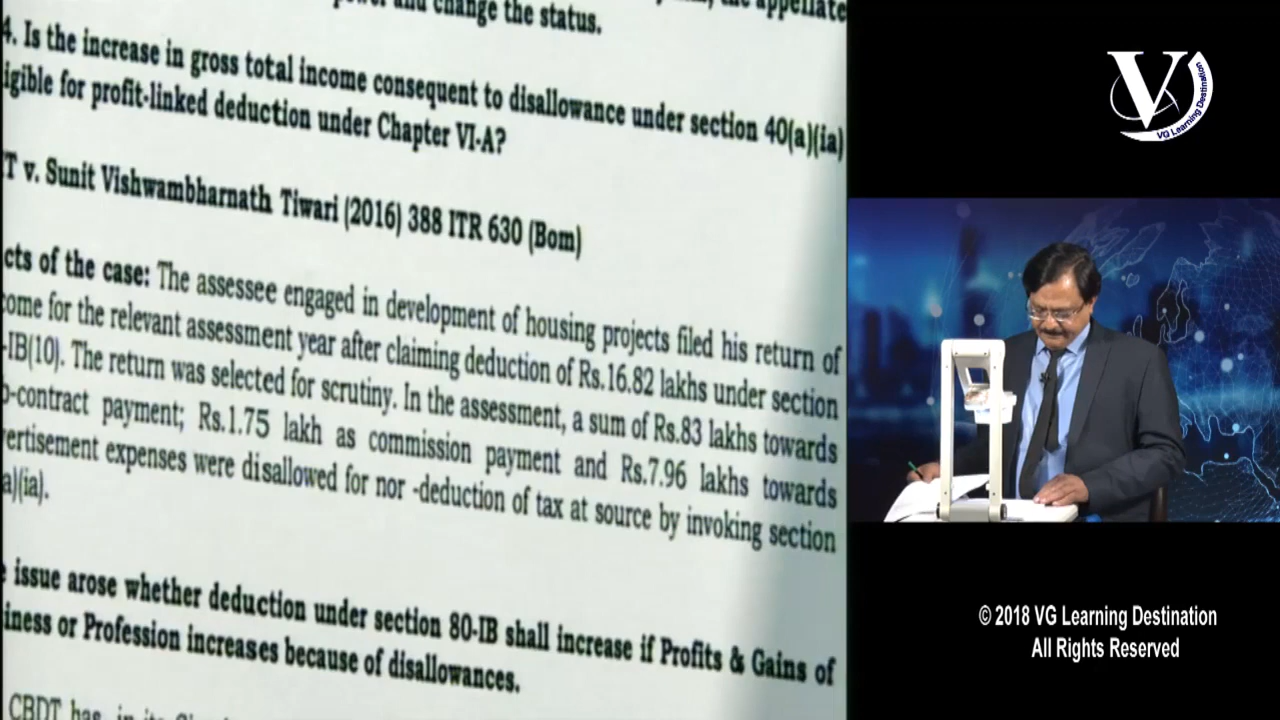 and change the status.
the appellate
4. Is the increase in gross total income consequent to disallowance under section 40(a)(ia)
igible for profit-linked deduction under Chapter VI-A?
T v. Sunit Vishwambharnath Tiwari (2016) 388 ITR 630 (Bom)
cts of the case: The assessee engaged in development of housing projects filed his return of
come for the relevant assessment year after claiming deduction of Rs.16.82 lakhs under section
-IB(10). The return was selected for scrutiny. In the assessment, a sum of Rs.83 lakhs towards
b-contract payment; Rs.1.75 lakh as commission payment and Rs.7.96 lakhs towards
vertisement expenses were disallowed for nor -deduction of tax at source by invoking section
a)(ia).
e issue arose whether deduction under section 80-IB shall increase if Profits & Gains of
iness or Profession increases because of disallowances.
CBDT has, in its
V
VG Learning Destination
© 2018 VG Learning Destination
All Rights Reserved